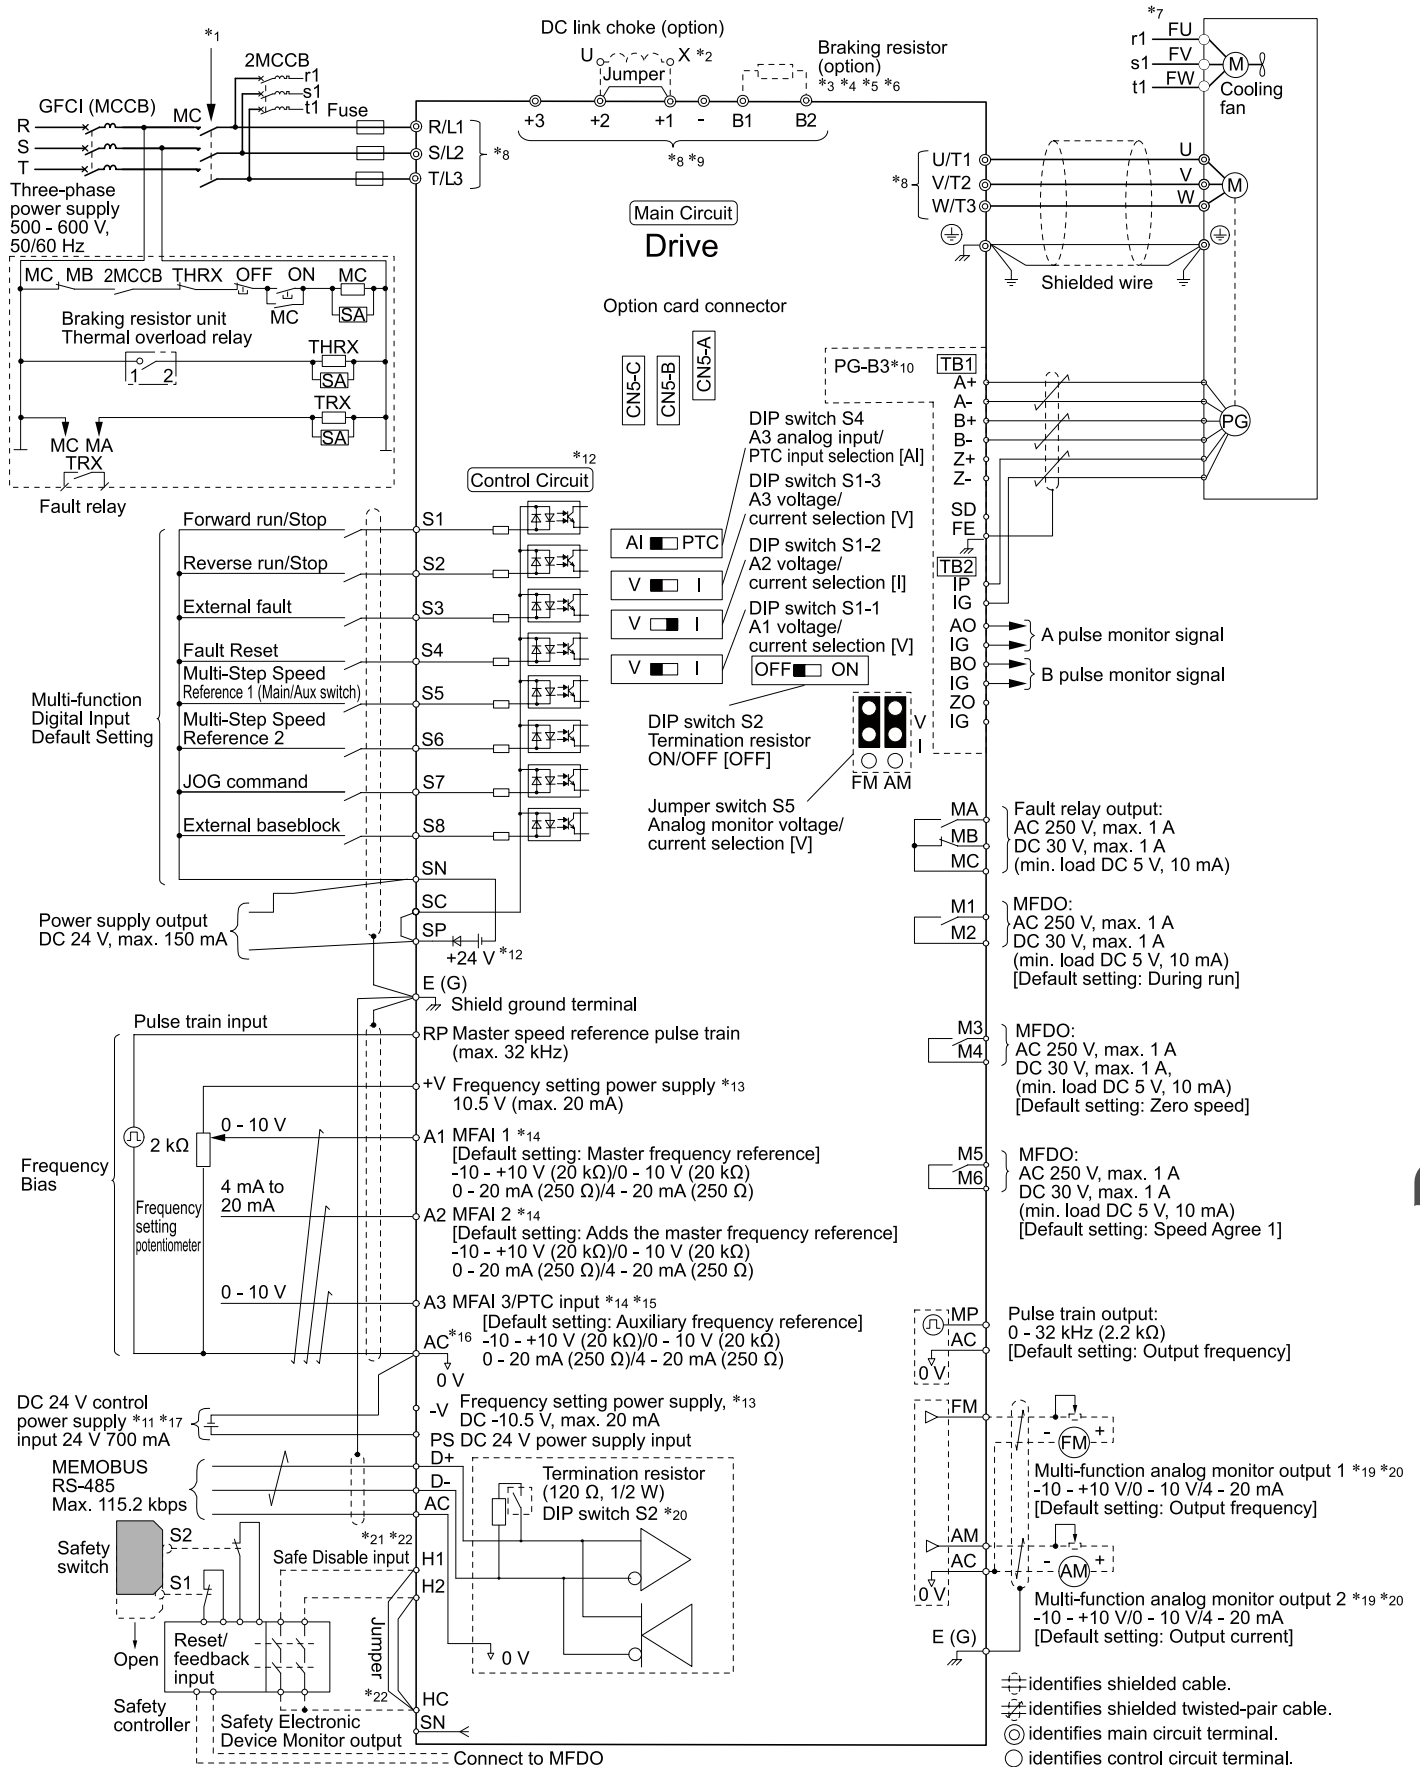 *1
2MCCB
r1
s1
t1
GFCI (MCCB)
MC
Fuse
R
S
T
Three-phase
power supply
500 - 600 V,
50/60 Hz
R/L1
S/L2
T/L3
*8
DC link choke (option)
U
X *2
Jumper
Braking resistor
(option)
*3 *4 *5 *6
+3
+2
+1
-
B1
B2
*8 *9
*7
r1
FU
s1
FV
t1
FW
M
Cooling
fan
*8
U/T1
V/T2
W/T3
U
V
W
M
Shielded wire
Main Circuit
Drive
MC
MB
2MCCB
THRX
OFF
ON
MC
MC
SA
Braking resistor unit
Thermal overload relay
1
2
THRX
SA
TRX
SA
MC MA
TRX
Fault relay
Option card connector
CN5-C
CN5-B
CN5-A
PG-B3*10
TB1
A+
A-
B+
B-
Z+
Z-
SD
FE
TB2
IP
IG
AO
IG
BO
IG
ZO
IG
PG
A pulse monitor signal
B pulse monitor signal
*12
Control Circuit
DIP switch S4
A3 analog input/
PTC input selection [AI]
DIP switch S1-3
A3 voltage/
current selection [V]
DIP switch S1-2
A2 voltage/
current selection [I]
DIP switch S1-1
A1 voltage/
current selection [V]
AI
PTC
V
I
V
I
V
I
OFF
ON
DIP switch S2
Termination resistor
ON/OFF [OFF]
V
I
FM AM
Jumper switch S5
Analog monitor voltage/
current selection [V]
Multi-function
Digital Input
Default Setting
Forward run/Stop
S1
Reverse run/Stop
S2
External fault
S3
Fault Reset
S4
Multi-Step Speed
Reference 1 (Main/Aux switch)
S5
Multi-Step Speed
Reference 2
S6
JOG command
S7
External baseblock
S8
SN
SC
SP
+24 V *12
Power supply output
DC 24 V, max. 150 mA
E (G)
Shield ground terminal
MA
MB
MC
Fault relay output:
AC 250 V, max. 1 A
DC 30 V, max. 1 A
(min. load DC 5 V, 10 mA)
M1
M2
MFDO:
AC 250 V, max. 1 A
DC 30 V, max. 1 A
(min. load DC 5 V, 10 mA)
[Default setting: During run]
M3
M4
MFDO:
AC 250 V, max. 1 A
DC 30 V, max. 1 A,
(min. load DC 5 V, 10 mA)
[Default setting: Zero speed]
M5
M6
MFDO:
AC 250 V, max. 1 A
DC 30 V, max. 1 A
(min. load DC 5 V, 10 mA)
[Default setting: Speed Agree 1]
Frequency
Bias
Pulse train input
RP Master speed reference pulse train
(max. 32 kHz)
+V Frequency setting power supply *13
10.5 V (max. 20 mA)
2 kΩ
0 - 10 V
A1 MFAI 1 *14
[Default setting: Master frequency reference]
-10 - +10 V (20 kΩ)/0 - 10 V (20 kΩ)
0 - 20 mA (250 Ω)/4 - 20 mA (250 Ω)
4 mA to
20 mA
Frequency
setting
potentiometer
A2 MFAI 2 *14
[Default setting: Adds the master frequency reference]
-10 - +10 V (20 kΩ)/0 - 10 V (20 kΩ)
0 - 20 mA (250 Ω)/4 - 20 mA (250 Ω)
0 - 10 V
A3 MFAI 3/PTC input *14 *15
[Default setting: Auxiliary frequency reference]
AC*16
-10 - +10 V (20 kΩ)/0 - 10 V (20 kΩ)
0 - 20 mA (250 Ω)/4 - 20 mA (250 Ω)
0 V
-V Frequency setting power supply, *13
DC -10.5 V, max. 20 mA
PS DC 24 V power supply input
DC 24 V control
power supply *11 *17
input 24 V 700 mA
MP
AC
0 V
Pulse train output:
0 - 32 kHz (2.2 kΩ)
[Default setting: Output frequency]
MEMOBUS
RS-485
Max. 115.2 kbps
D+
D-
AC
Termination resistor
(120 Ω, 1/2 W)
DIP switch S2 *20
0 V
FM
- +
FM
Multi-function analog monitor output 1 *19 *20
-10 - +10 V/0 - 10 V/4 - 20 mA
[Default setting: Output frequency]
AM
AC
0 V
- +
AM
Multi-function analog monitor output 2 *19 *20
-10 - +10 V/0 - 10 V/4 - 20 mA
[Default setting: Output current]
E (G)
Safety
switch
S2
S1
Open
*21 *22
Safe Disable input
H1
H2
Jumper
*22
HC
SN
Reset/
feedback
input
Safety
controller
Safety Electronic
Device Monitor output
Connect to MFDO
identifies shielded cable.
identifies shielded twisted-pair cable.
identifies main circuit terminal.
identifies control circuit terminal.